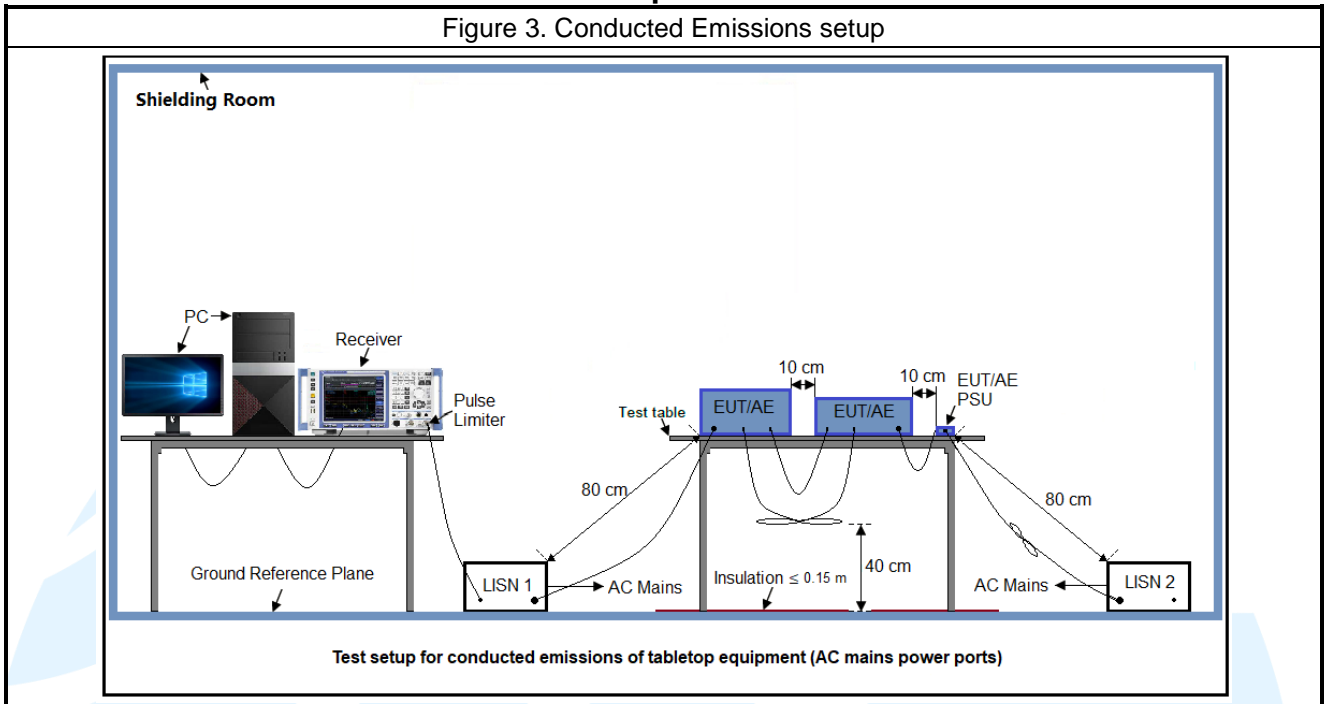 Figure 3. Conducted Emissions setup
Shielding Room
PC
Receiver
Pulse
Limiter
Test table
EUT/AE
10 cm
EUT/AE
10 cm
EUT/AE
PSU
80 cm
80 cm
40 cm
Ground Reference Plane
LISN 1
AC Mains
Insulation ≤ 0.15 m
AC Mains
LISN 2
Test setup for conducted emissions of tabletop equipment (AC mains power ports)